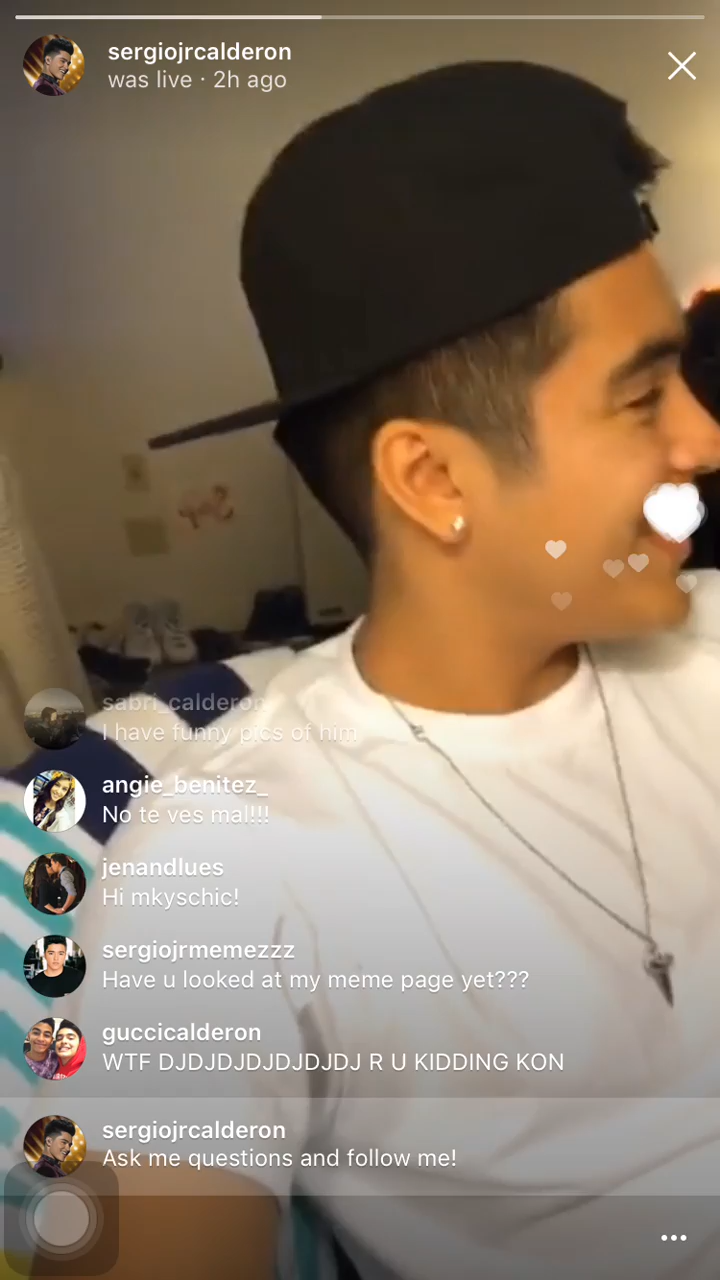 sergiojrcalderon
was live · 2h ago
sabri_calderon
I have funny pics of him
angie_benitez_
No te ves mal!!!
jenandlues
Hi mkyschic!
sergiojrmemezzz
Have u looked at my meme page yet???
guccicalderon
WTF DJDJDJDJDJDJDJ R U KIDDING KON
sergiojrcalderon
Ask me questions and follow me!